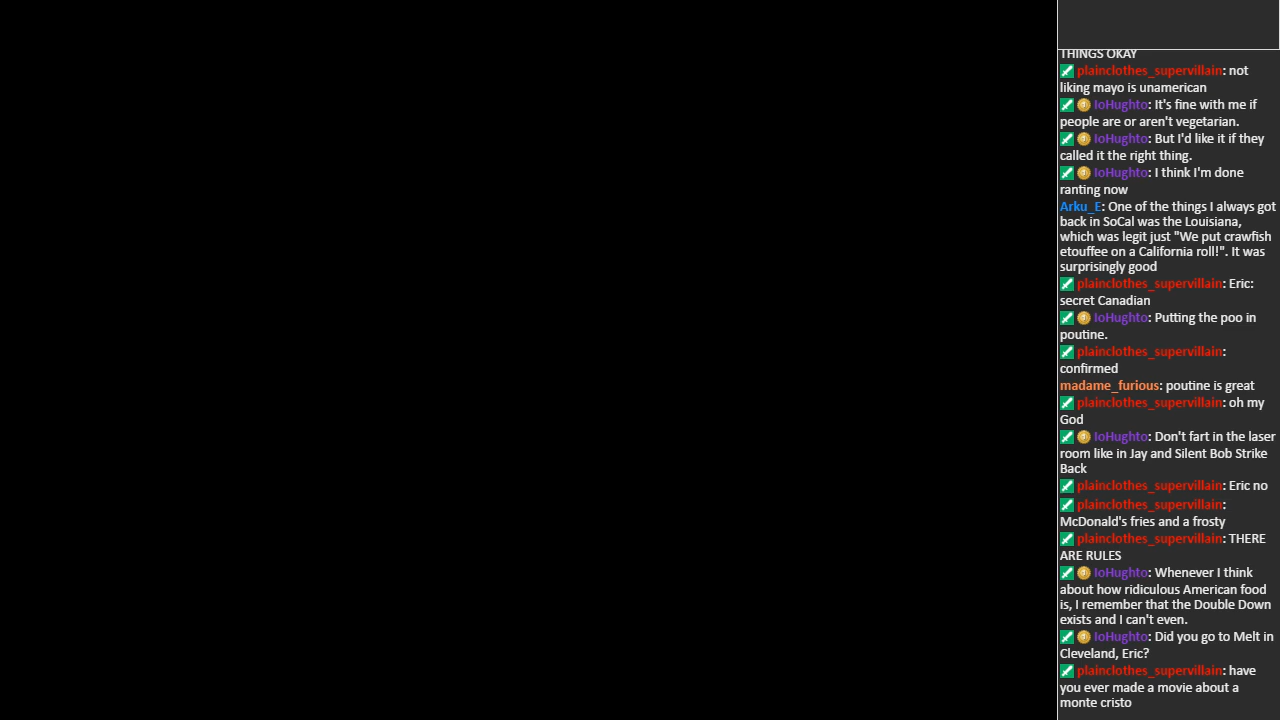 THINGS OKAY
plainclothes_supervillain: not
liking mayo is unamerican
IoHughto: It's fine with me if
people are or aren't vegetarian.
IoHughto: But I'd like it if they
called it the right thing.
IoHughto: I think I'm done
ranting now
Arku_E: One of the things I always got
back in SoCal was the Louisiana,
which was legit just "We put crawfish
etouffee on a California roll!". It was
surprisingly good
plainclothes_supervillain: Eric:
secret Canadian
IoHughto: Putting the poo in
poutine.
plainclothes_supervillain:
confirmed
madame_furious: poutine is great
plainclothes_supervillain: oh my
God
IoHughto: Don't fart in the laser
room like in Jay and Silent Bob Strike
Back
plainclothes_supervillain: Eric no
plainclothes_supervillain:
McDonald's fries and a frosty
plainclothes_supervillain: THERE
ARE RULES
IoHughto: Whenever I think
about how ridiculous American food
is, I remember that the Double Down
exists and I can't even.
IoHughto: Did you go to Melt in
Cleveland, Eric?
plainclothes_supervillain: have
you ever made a movie about a
monte cristo